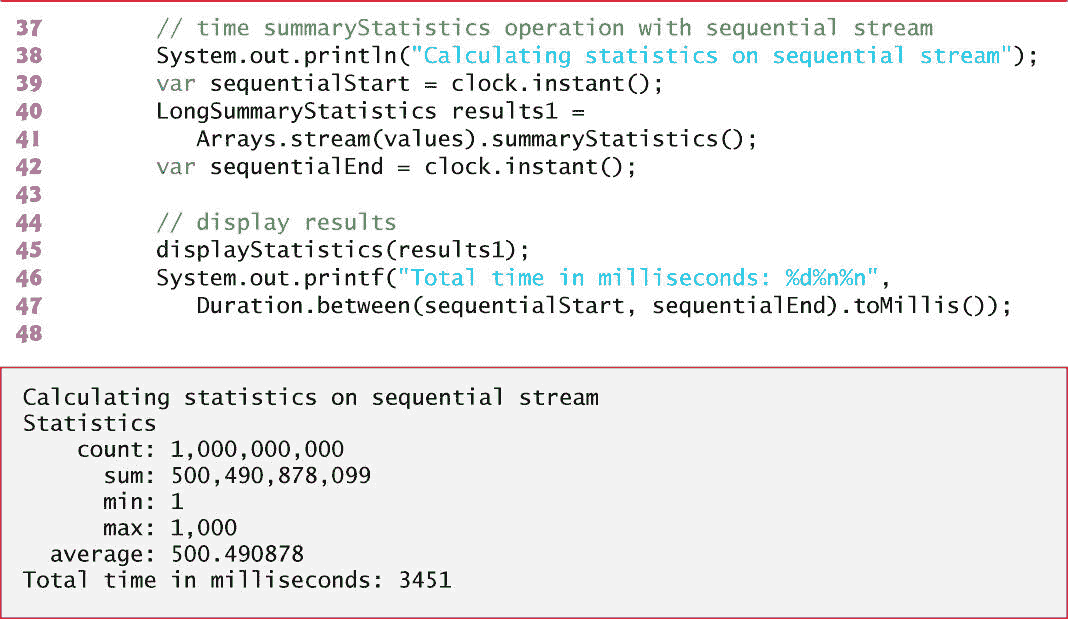 37 // time summaryStatistics operation with sequential stream
38 System.out.println("Calculating statistics on sequential stream");
39 var sequentialStart = clock.instant();
40 LongSummaryStatistics results1 =
41 Arrays.stream(values).summaryStatistics();
42 var sequentialEnd = clock.instant();
43
44 // display results
45 displayStatistics(results1);
46 System.out.printf("Total time in milliseconds: %d%n%n",
47 Duration.between(sequentialStart, sequentialEnd).toMillis());
48
Calculating statistics on sequential stream
Statistics
count: 1,000,000,000
sum: 500,490,878,099
min: 1
max: 1,000
average: 500.490878
Total time in milliseconds: 3451